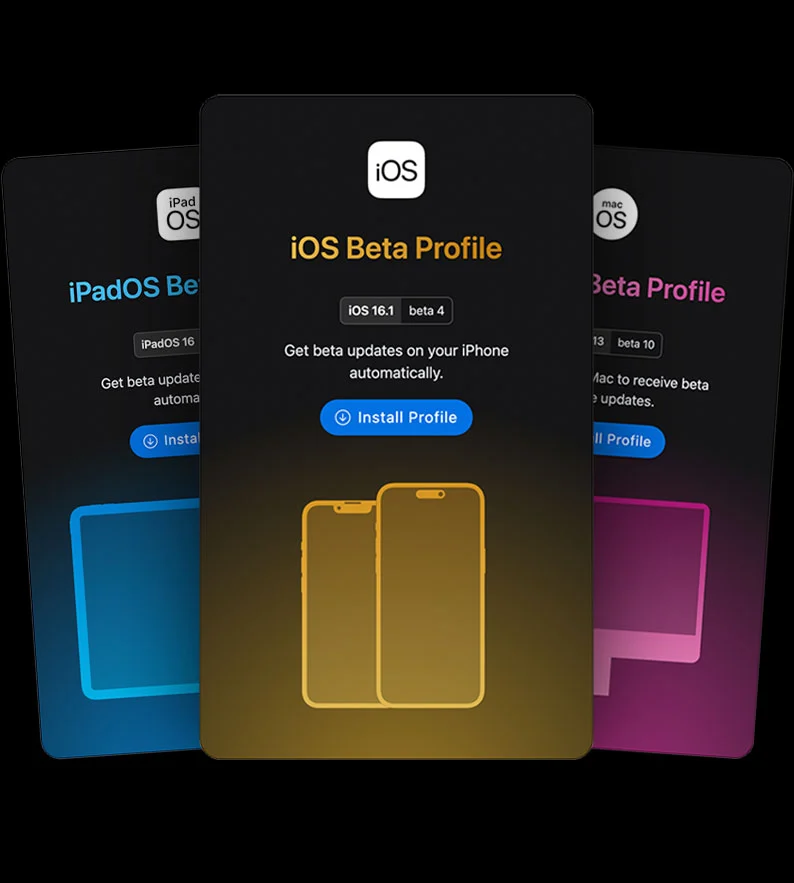 iPad
OS
iPadOS Be
iPadOS 16
Get beta update
automa
Instal
iOS
iOS Beta Profile
iOS 16.1 beta 4
Get beta updates on your iPhone
automatically.
Install Profile
mac
OS
Beta Profile
13 beta 10
Mac to receive beta
e updates.
ll Profile